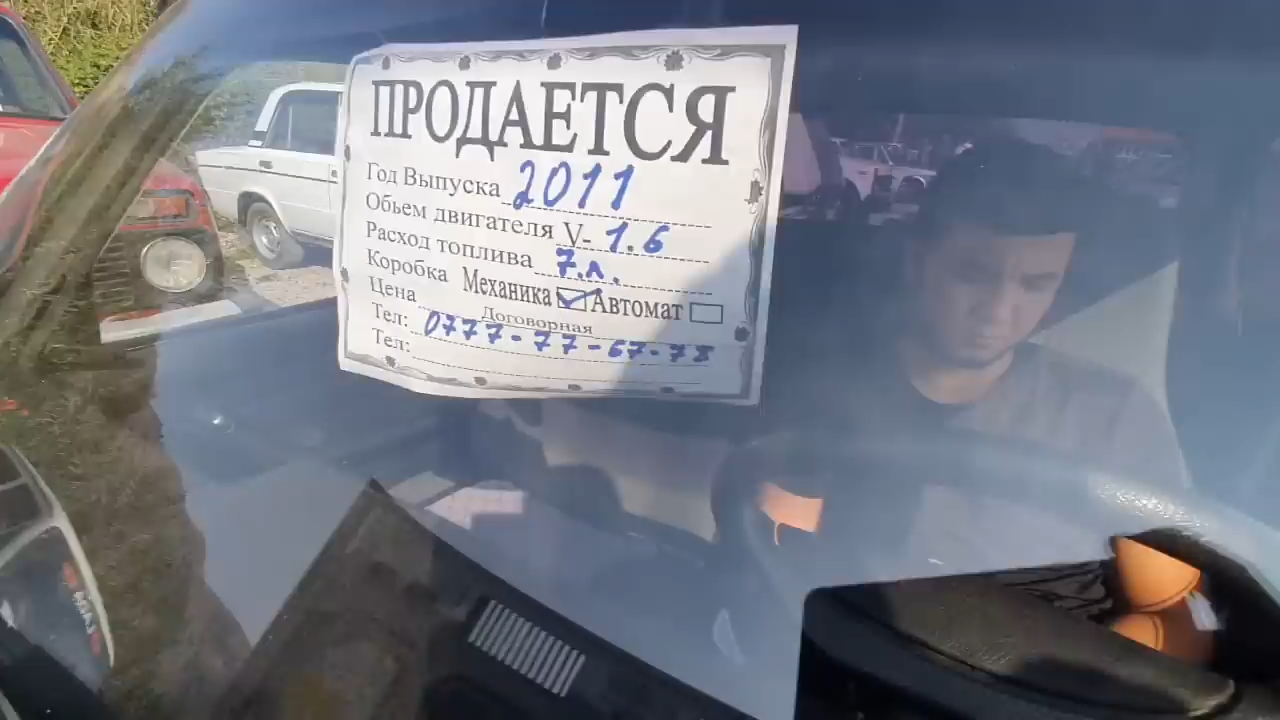 ПРОДАЕТСЯ
Год Выпуска 2011
Обьем двигателя V- 1.6
Расход топлива 7.л.
Коробка Механика Автомат
Цена Договорная
Тел: 0777-77-67-78
Тел: